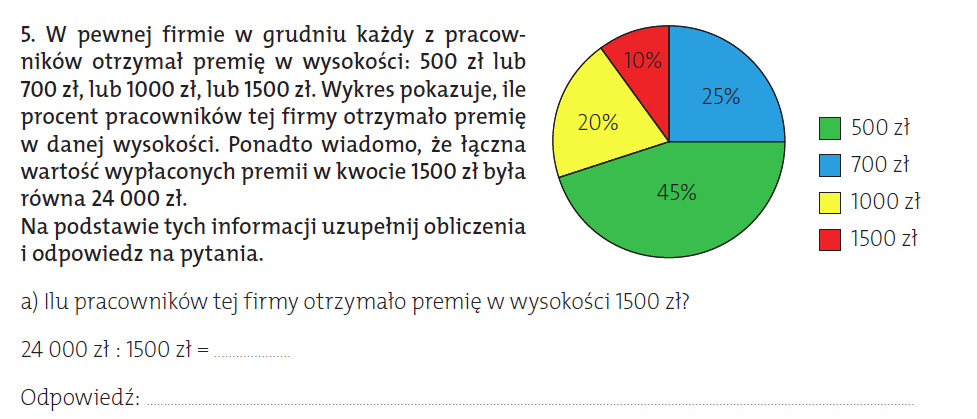 5. W pewnej firmie w grudniu każdy z pracow-
ników otrzymał premię w wysokości: 500 zł lub
700 zł, lub 1000 zł, lub 1500 zł. Wykres pokazuje, ile
procent pracowników tej firmy otrzymało premię
w danej wysokości. Ponadto wiadomo, że łączna
wartość wypłaconych premii w kwocie 1500 zł była
równa 24 000 zł.
Na podstawie tych informacji uzupełnij obliczenia
i odpowiedz na pytania.
10%
25%
20%
45%
500 zł
700 zł
1000 zł
1500 zł
a) Ilu pracowników tej firmy otrzymało premię w wysokości 1500 zł?
24 000 zł : 1500 zł = .....................
Odpowiedź: ........................................................................................................